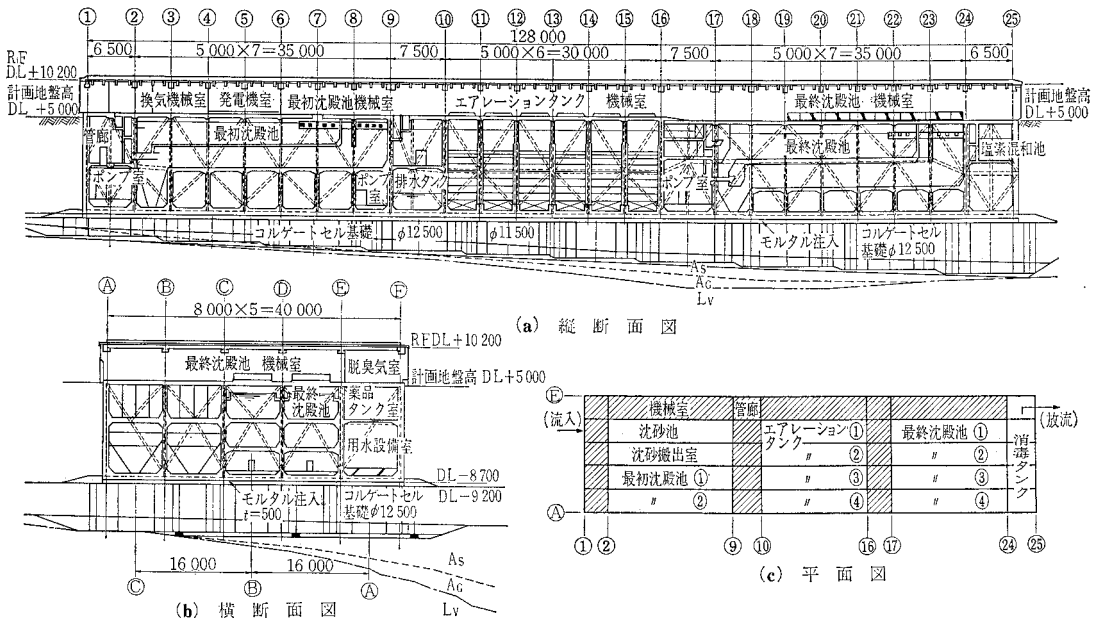 ① ② ③ ④ ⑤ ⑥ ⑦ ⑧ ⑨ ⑩ ⑪ ⑫ ⑬ ⑭ ⑮ ⑯ ⑰ ⑱ ⑲ ⑳ ㉑ ㉒ ㉓ ㉔ ㉕
128 000
6 500 5 000×7=35 000 7 500 5 000×6=30 000 7 500 5 000×7=35 000 6 500
RF
DL+10 200
計画地盤高
DL+5 000
換気機械室 発電機室 最初沈殿池機械室 エアレーションタンク 機械室 最終沈殿池 機械室
計画地盤高
DL+5 000
管廊 最初沈殿池 最終沈殿池 塩素混和池
ポンプ室 ポンプ室 排水タンク ポンプ室
コルゲートセル基礎 φ12 500 φ11 500 モルタル注入 コルゲートセル
基礎φ12 500
As
AG
Lv
(a) 縦断面図
Ⓐ Ⓑ Ⓒ Ⓓ Ⓔ Ⓕ
8 000×5=40 000
RFDL+10 200
最終沈殿池 機械室 脱臭気室
計画地盤高 DL+5 000
最終沈殿池 薬品タンク室
用水設備室
DL-8 700
DL-9 200
モルタル注入 t=500
コルゲートセル
基礎φ12 500
16 000 16 000
Ⓒ Ⓑ Ⓐ
As
AG
Lv
(b) 横断面図
Ⓔ
(流入) (放流)
機械室 管廊
沈砂池 エアレーションタンク ① 最終沈殿池 ①
沈砂搬出室 〃 ② 〃 ②
最初沈殿池 ① 〃 ③ 〃 ③
〃 ② 〃 ④ 〃 ④
消毒タンク
Ⓐ
① ② ⑨ ⑩ ⑯ ⑰ ㉔ ㉕
(c) 平面図